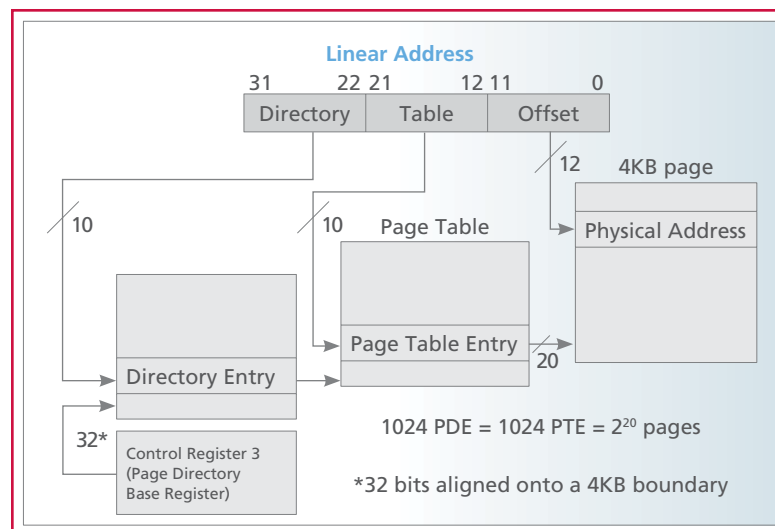 Linear Address
31 22 21 12 11 0
Directory Table Offset
12
4KB page
10
10
Page Table
Physical Address
Page Table Entry
20
Directory Entry
1024 PDE = 1024 PTE = 2²⁰ pages
32*
Control Register 3
(Page Directory
Base Register)
*32 bits aligned onto a 4KB boundary